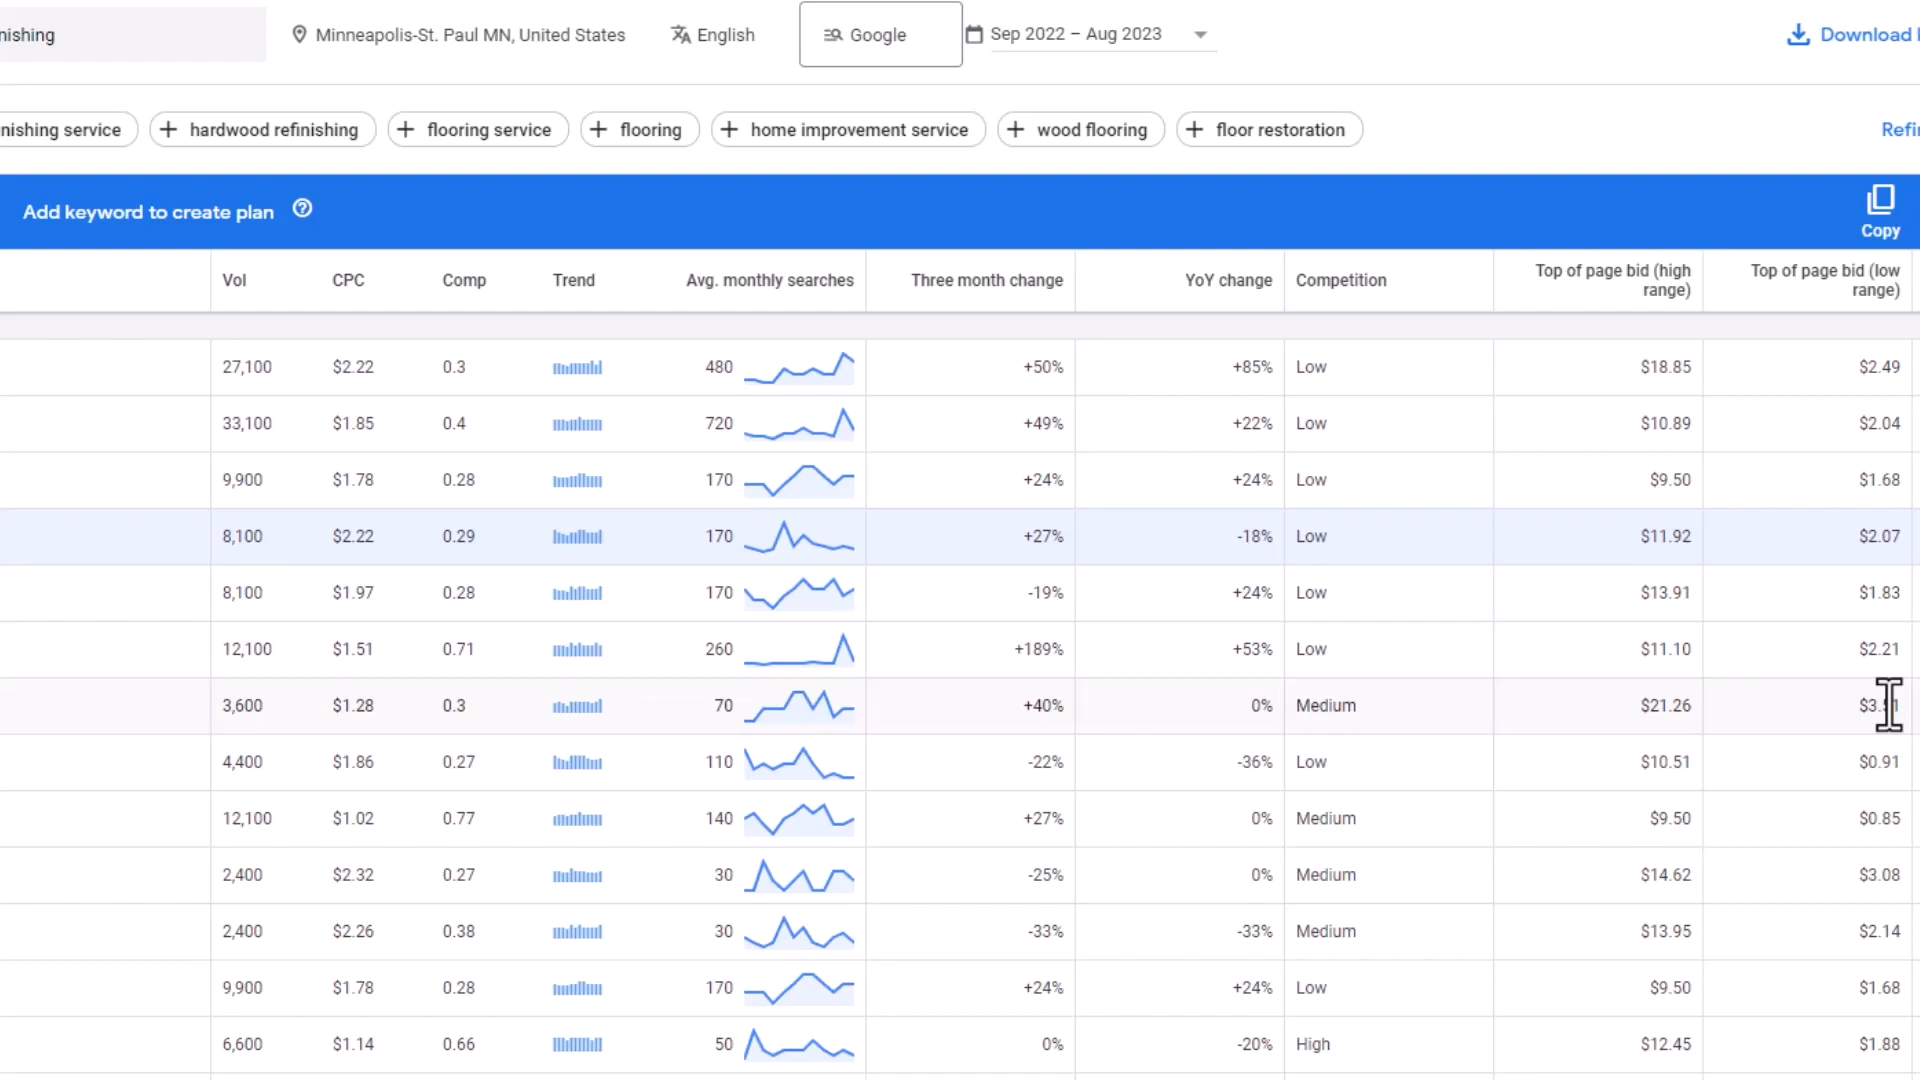 nishing Minneapolis-St. Paul MN, United States English Google Sep 2022 – Aug 2023 Download
nishing service hardwood refinishing flooring service flooring home improvement service wood flooring floor restoration Refi
Add keyword to create plan
Copy
Vol CPC Comp Trend Avg. monthly searches Three month change YoY change Competition Top of page bid (high range) Top of page bid (low range)
27,100 $2.22 0.3 480 +50% +85% Low $18.85 $2.49
33,100 $1.85 0.4 720 +49% +22% Low $10.89 $2.04
9,900 $1.78 0.28 170 +24% +24% Low $9.50 $1.68
8,100 $2.22 0.29 170 +27% -18% Low $11.92 $2.07
8,100 $1.97 0.28 170 -19% +24% Low $13.91 $1.83
12,100 $1.51 0.71 260 +189% +53% Low $11.10 $2.21
3,600 $1.28 0.3 70 +40% 0% Medium $21.26
4,400 $1.86 0.27 110 -22% -36% Low $10.51 $0.91
12,100 $1.02 0.77 140 +27% 0% Medium $9.50 $0.85
2,400 $2.32 0.27 30 -25% 0% Medium $14.62 $3.08
2,400 $2.26 0.38 30 -33% -33% Medium $13.95 $2.14
9,900 $1.78 0.28 170 +24% +24% Low $9.50 $1.68
6,600 $1.14 0.66 50 0% -20% High $12.45 $1.88